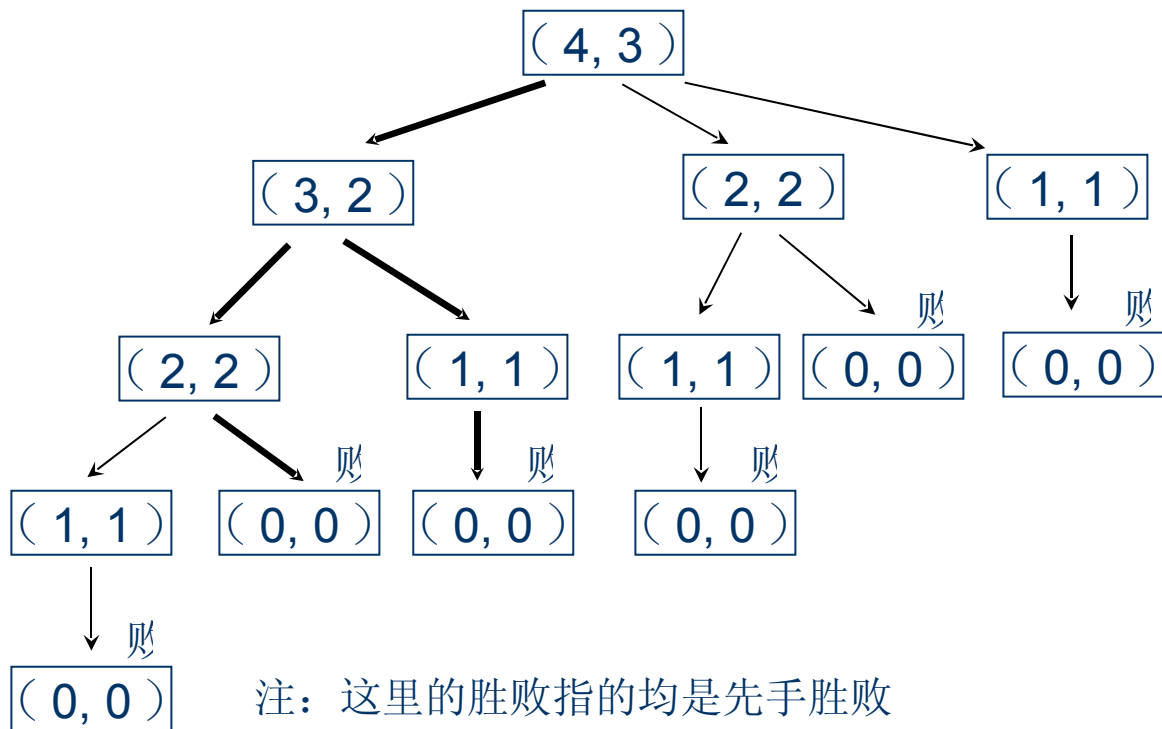 （4, 3）
（3, 2）
（2, 2）
（1, 1）
败
败
（2, 2）
（1, 1）
（1, 1）
（0, 0）
（0, 0）
败
败
败
（1, 1）
（0, 0）
（0, 0）
（0, 0）
败
（0, 0）
注：这里的胜败指的均是先手胜败